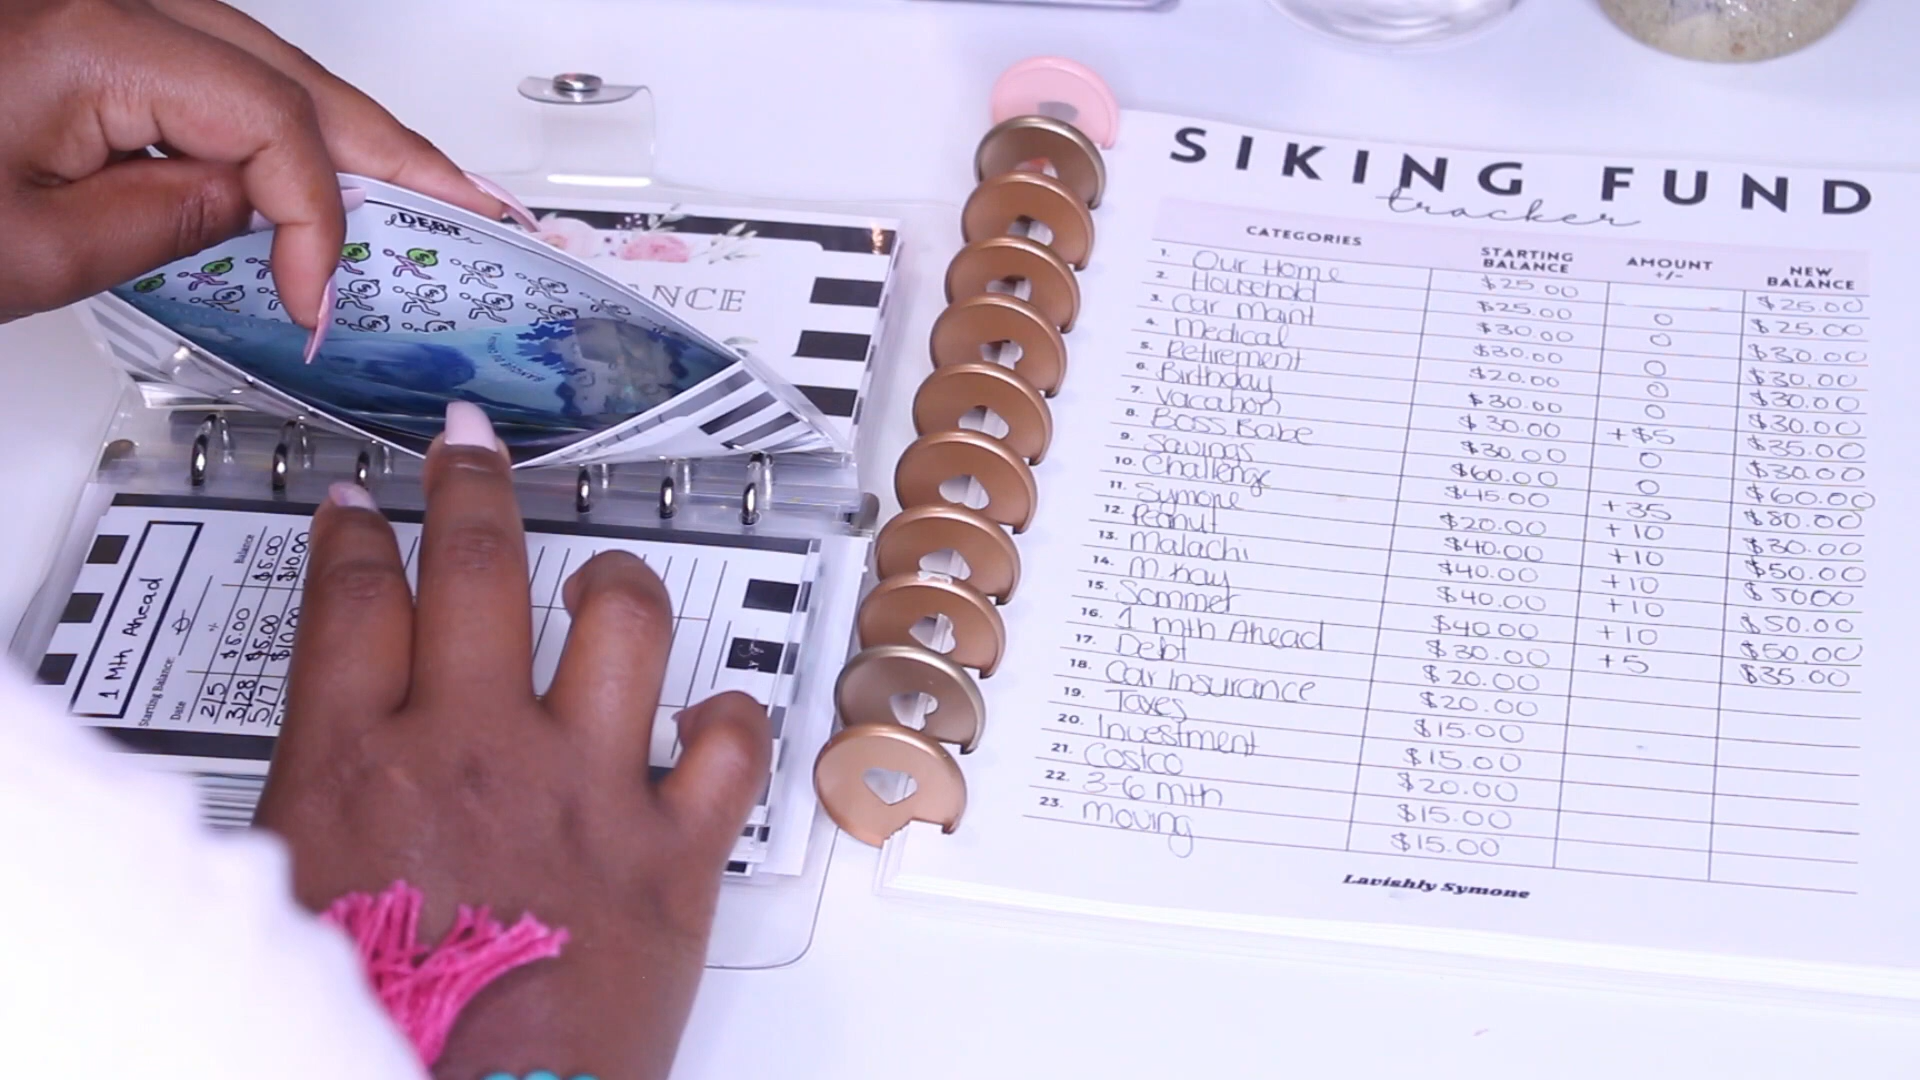 DEBT
ANCE
1 Mth Ahead
Starting Balance:
Date +/- Balance
2/5 $5.00 $5.00
3/28 $5.00 $10.00
5/7 $10.00
SIKING FUND
tracker
CATEGORIES STARTING BALANCE AMOUNT +/- NEW BALANCE
1. Our Home $25.00 $25.00
2. Household $25.00 0 $25.00
3. Car Maint $30.00 0 $30.00
4. Medical $30.00 0 $30.00
5. Retirement $20.00 0 $30.00
6. Birthday $30.00 0 $30.00
7. Vacation $30.00 +$5 $35.00
8. Boss Babe $30.00 0 $30.00
9. Savings $60.00 0 $60.00
10. Challenge $45.00 +35 $80.00
11. Symone $20.00 +10 $30.00
12. Peanut $40.00 +10 $50.00
13. Malachi $40.00 +10 $5000
14. M Kay $40.00 +10 $50.00
15. Sommer $40.00 +10 $50.00
16. 1 mth Ahead $30.00 +5 $35.00
17. Debt $20.00
18. Car Insurance $20.00
19. Taxes $15.00
20. Investment $15.00
21. Costco $20.00
22. 3-6 Mth $15.00
23. Moving $15.00
Lavishly Symone